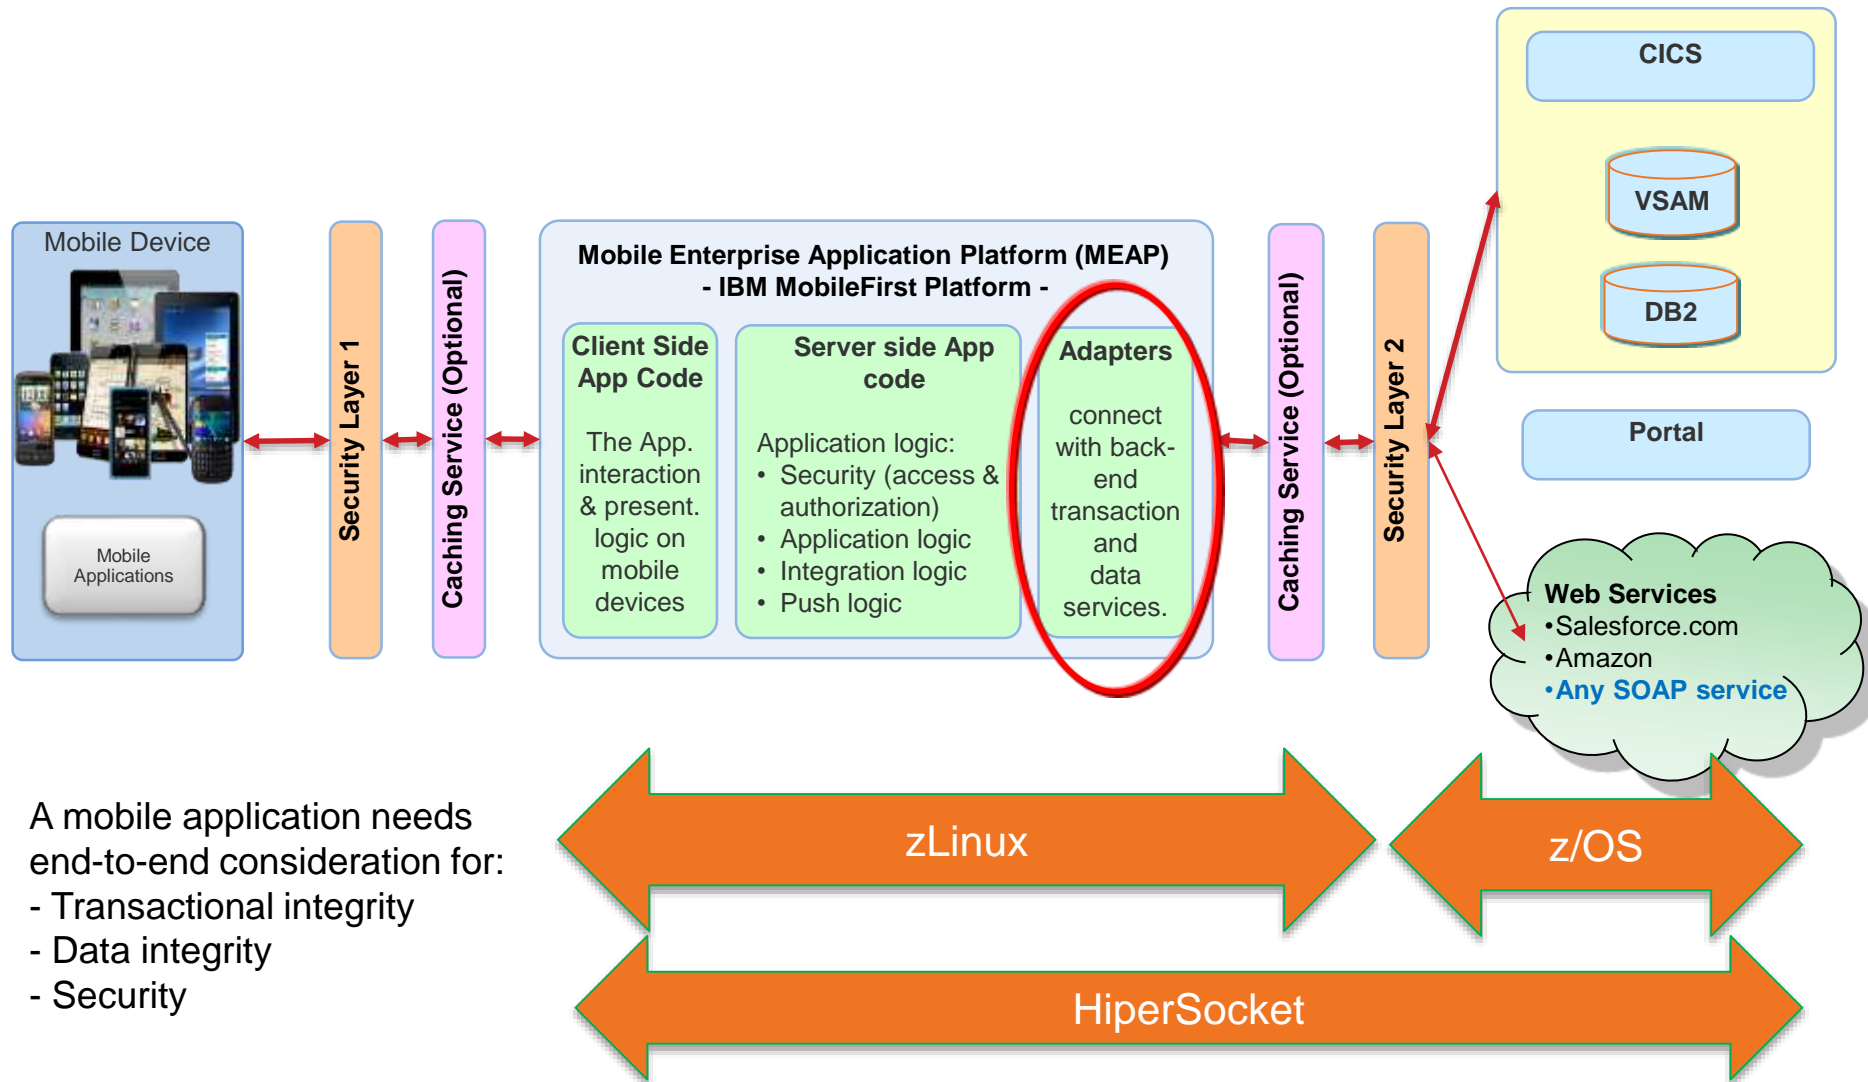 Mobile Device
Mobile
Applications
Security Layer 1
Caching Service (Optional)
Mobile Enterprise Application Platform (MEAP)
- IBM MobileFirst Platform -
Client Side
App Code
The App.
interaction
& present.
logic on
mobile
devices
Server side App
code
Application logic:
• Security (access &
authorization)
• Application logic
• Integration logic
• Push logic
Adapters
connect
with back-
end
transaction
and
data
services.
Caching Service (Optional)
Security Layer 2
CICS
VSAM
DB2
Portal
Web Services
•Salesforce.com
•Amazon
•Any SOAP service
A mobile application needs
end-to-end consideration for:
- Transactional integrity
- Data integrity
- Security
zLinux
z/OS
HiperSocket